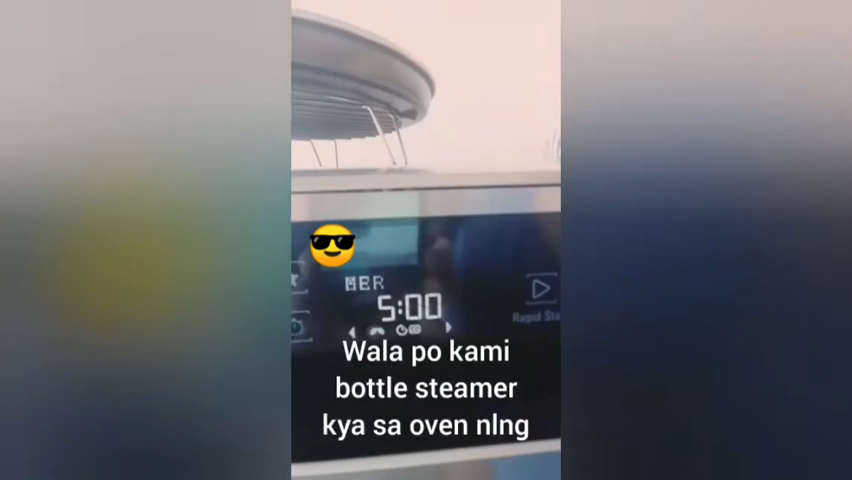 MER
5:00
Rapid Sta
Wala po kami
bottle steamer
kya sa oven nlng